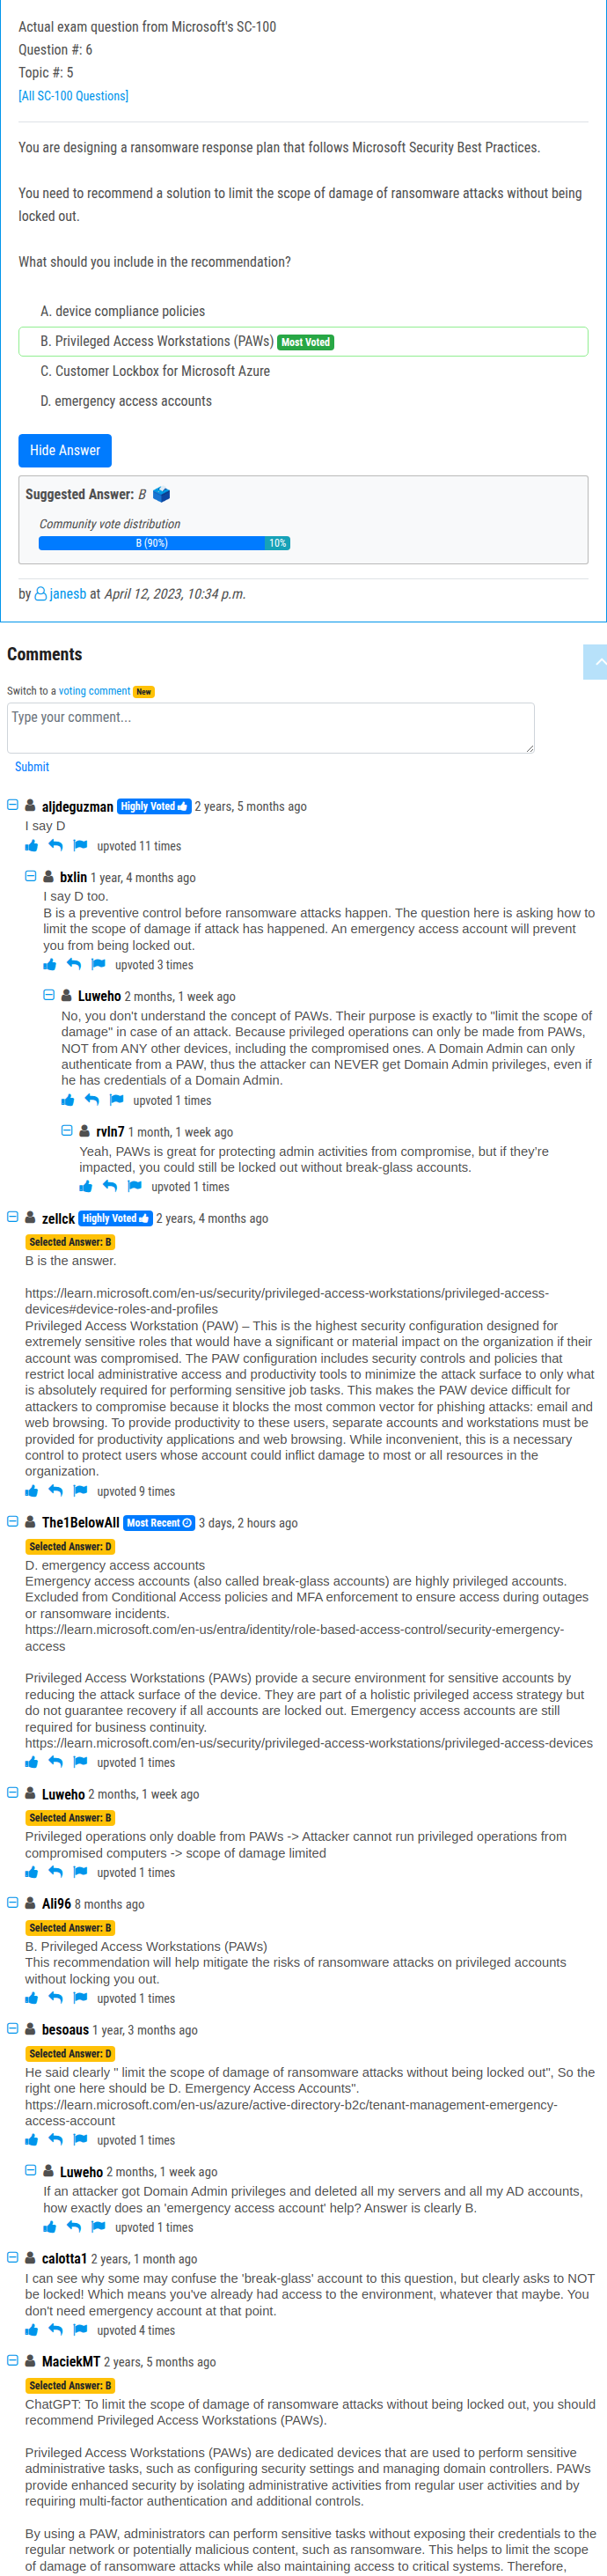 Actual exam question from Microsoft's SC-100
Question #: 6
Topic #: 5
[All SC-100 Questions]
You are designing a ransomware response plan that follows Microsoft Security Best Practices.
You need to recommend a solution to limit the scope of damage of ransomware attacks without being
locked out.
What should you include in the recommendation?
A. device compliance policies
B. Privileged Access Workstations (PAWs) Most Voted
C. Customer Lockbox for Microsoft Azure
D. emergency access accounts
Hide Answer
Suggested Answer: B
Community vote distribution
B (90%) 10%
by janesb at April 12, 2023, 10:34 p.m.
Comments
Switch to a voting comment New
Type your comment...
Submit
aljdeguzman Highly Voted 2 years, 5 months ago
I say D
upvoted 11 times
bxlin 1 year, 4 months ago
I say D too.
B is a preventive control before ransomware attacks happen. The question here is asking how to
limit the scope of damage if attack has happened. An emergency access account will prevent
you from being locked out.
upvoted 3 times
Luweho 2 months, 1 week ago
No, you don't understand the concept of PAWs. Their purpose is exactly to "limit the scope of
damage" in case of an attack. Because privileged operations can only be made from PAWs,
NOT from ANY other devices, including the compromised ones. A Domain Admin can only
authenticate from a PAW, thus the attacker can NEVER get Domain Admin privileges, even if
he has credentials of a Domain Admin.
upvoted 1 times
rvln7 1 month, 1 week ago
Yeah, PAWs is great for protecting admin activities from compromise, but if they're
impacted, you could still be locked out without break-glass accounts.
upvoted 1 times
zellck Highly Voted 2 years, 4 months ago
Selected Answer: B
B is the answer.
https://learn.microsoft.com/en-us/security/privileged-access-workstations/privileged-access-
devices#device-roles-and-profiles
Privileged Access Workstation (PAW) – This is the highest security configuration designed for
extremely sensitive roles that would have a significant or material impact on the organization if their
account was compromised. The PAW configuration includes security controls and policies that
restrict local administrative access and productivity tools to minimize the attack surface to only what
is absolutely required for performing sensitive job tasks. This makes the PAW device difficult for
attackers to compromise because it blocks the most common vector for phishing attacks: email and
web browsing. To provide productivity to these users, separate accounts and workstations must be
provided for productivity applications and web browsing. While inconvenient, this is a necessary
control to protect users whose account could inflict damage to most or all resources in the
organization.
upvoted 9 times
The1BelowAll Most Recent 3 days, 2 hours ago
Selected Answer: D
D. emergency access accounts
Emergency access accounts (also called break-glass accounts) are highly privileged accounts.
Excluded from Conditional Access policies and MFA enforcement to ensure access during outages
or ransomware incidents.
https://learn.microsoft.com/en-us/entra/identity/role-based-access-control/security-emergency-
access
Privileged Access Workstations (PAWs) provide a secure environment for sensitive accounts by
reducing the attack surface of the device. They are part of a holistic privileged access strategy but
do not guarantee recovery if all accounts are locked out. Emergency access accounts are still
required for business continuity.
https://learn.microsoft.com/en-us/security/privileged-access-workstations/privileged-access-devices
upvoted 1 times
Luweho 2 months, 1 week ago
Selected Answer: B
Privileged operations only doable from PAWs -> Attacker cannot run privileged operations from
compromised computers -> scope of damage limited
upvoted 1 times
Ali96 8 months ago
Selected Answer: B
B. Privileged Access Workstations (PAWs)
This recommendation will help mitigate the risks of ransomware attacks on privileged accounts
without locking you out.
upvoted 1 times
besoaus 1 year, 3 months ago
Selected Answer: D
He said clearly " limit the scope of damage of ransomware attacks without being locked out", So the
right one here should be D. Emergency Access Accounts".
https://learn.microsoft.com/en-us/azure/active-directory-b2c/tenant-management-emergency-
access-account
upvoted 1 times
Luweho 2 months, 1 week ago
If an attacker got Domain Admin privileges and deleted all my servers and all my AD accounts,
how exactly does an 'emergency access account' help? Answer is clearly B.
upvoted 1 times
calotta1 2 years, 1 month ago
I can see why some may confuse the 'break-glass' account to this question, but clearly asks to NOT
be locked! Which means you've already had access to the environment, whatever that maybe. You
don't need emergency account at that point.
upvoted 4 times
MaciekMT 2 years, 5 months ago
Selected Answer: B
ChatGPT: To limit the scope of damage of ransomware attacks without being locked out, you should
recommend Privileged Access Workstations (PAWs).
Privileged Access Workstations (PAWs) are dedicated devices that are used to perform sensitive
administrative tasks, such as configuring security settings and managing domain controllers. PAWs
provide enhanced security by isolating administrative activities from regular user activities and by
requiring multi-factor authentication and additional controls.
By using a PAW, administrators can perform sensitive tasks without exposing their credentials to the
regular network or potentially malicious content, such as ransomware. This helps to limit the scope
of damage of ransomware attacks while also maintaining access to critical systems. Therefore,